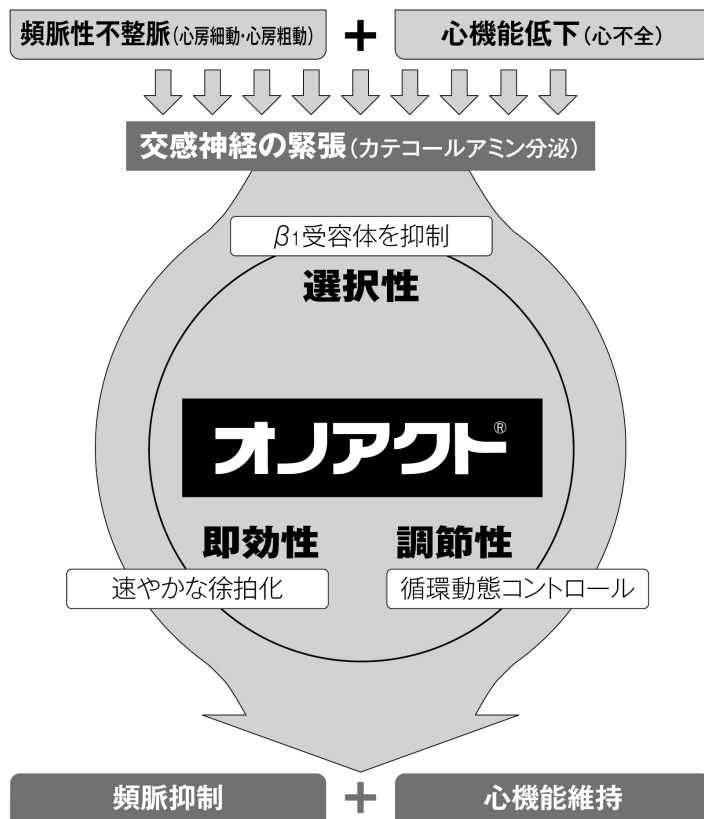 頻脈性不整脈(心房細動・心房粗動) + 心機能低下(心不全)
交感神経の緊張(カテコールアミン分泌)
β1受容体を抑制
選択性
オノアクト®
即効性 調節性
速やかな徐拍化 循環動態コントロール
頻脈抑制 + 心機能維持